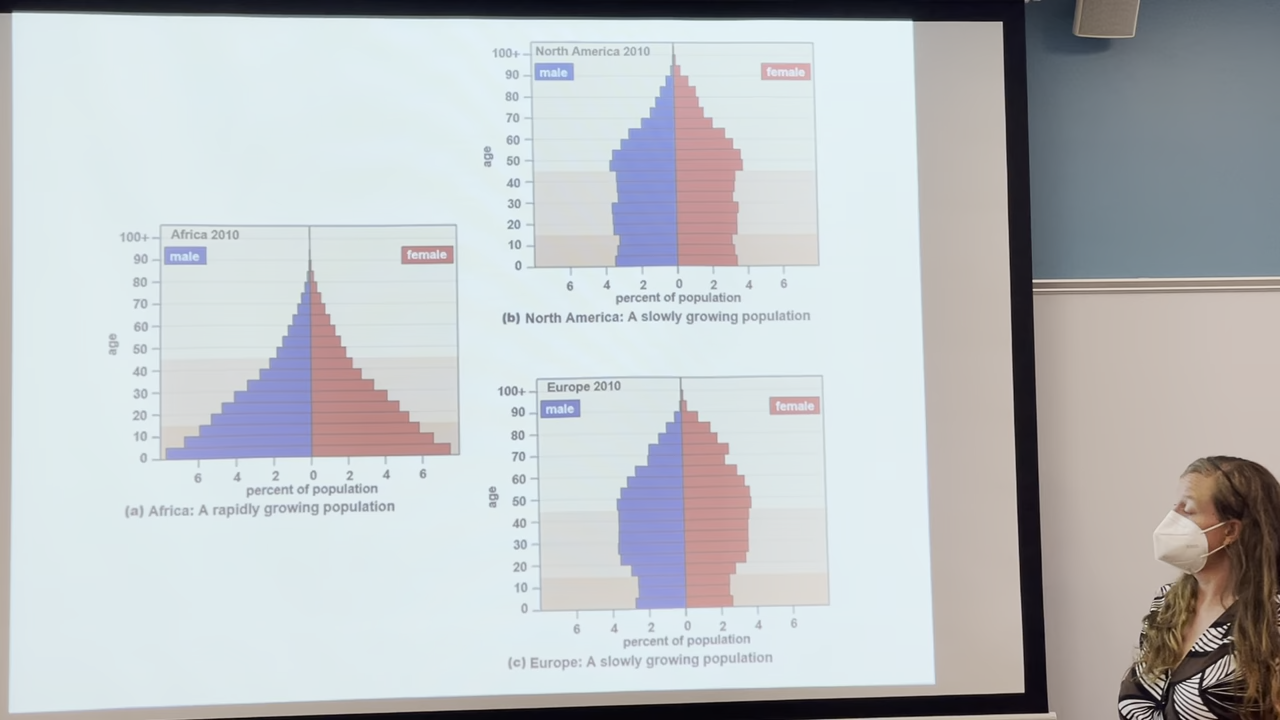 Africa 2010
male
female
100+
90
80
70
60
50
40
30
20
10
0
age
6 4 2 0 2 4 6
percent of population
(a) Africa: A rapidly growing population
North America 2010
male
female
100+
90
80
70
60
50
40
30
20
10
0
age
6 4 2 0 2 4 6
percent of population
(b) North America: A slowly growing population
Europe 2010
male
female
100+
90
80
70
60
50
40
30
20
10
0
age
6 4 2 0 2 4 6
percent of population
(c) Europe: A slowly growing population